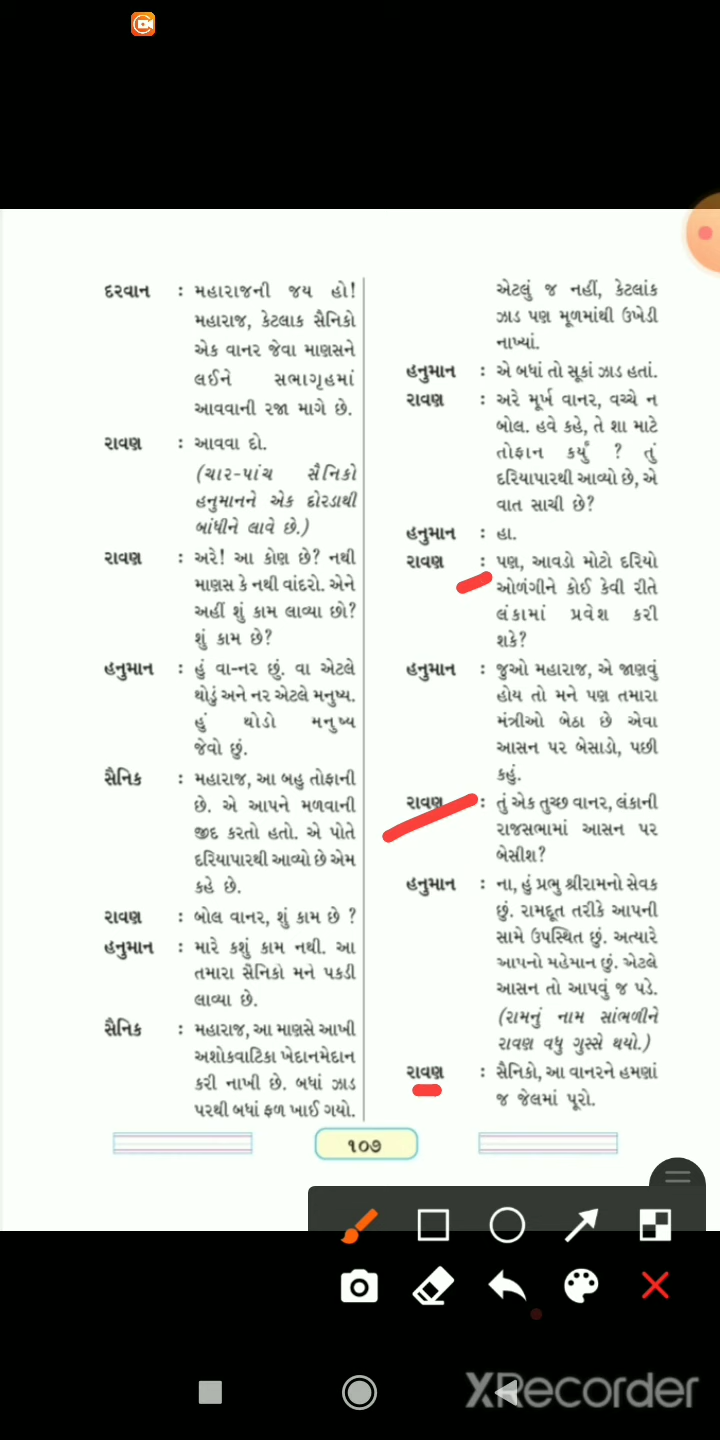 દરવાન : મહારાજની જય હો!
મહારાજ, કેટલાક સૈનિકો
એક વાનર જેવા માણસને
લઈને સભાગૃહમાં
આવવાની રજા માગે છે.
રાવણ : આવવા દો.
(ચાર-પાંચ સૈનિકો
હનુમાનને એક દોરડાથી
બાંધીને લાવે છે.)
રાવણ : અરે! આ કોણ છે? નથી
માણસ કે નથી વાંદરો. એને
અહીં શું કામ લાવ્યા છો?
શું કામ છે?
હનુમાન : હું વા-નર છું. વા એટલે
થોડું અને નર એટલે મનુષ્ય.
હું થોડો મનુષ્ય
જેવો છું.
સૈનિક : મહારાજ, આ બહુ તોફાની
છે. એ આપને મળવાની
જીદ કરતો હતો. એ પોતે
દરિયાપારથી આવ્યો છે એમ
કહે છે.
રાવણ : બોલ વાનર, શું કામ છે ?
હનુમાન : મારે કશું કામ નથી. આ
તમારા સૈનિકો મને પકડી
લાવ્યા છે.
સૈનિક : મહારાજ, આ માણસે આખી
અશોકવાટિકા ખેદાનમેદાન
કરી નાખી છે. બધાં ઝાડ
પરથી બધાં ફળ ખાઈ ગયો.
એટલું જ નહીં, કેટલાંક
ઝાડ પણ મૂળમાંથી ઉખેડી
નાખ્યાં.
હનુમાન : એ બધાં તો સૂકાં ઝાડ હતાં.
રાવણ : અરે મૂર્ખ વાનર, વચ્ચે ન
બોલ. હવે કહે, તે શા માટે
તોફાન કર્યું ? તું
દરિયાપારથી આવ્યો છે, એ
વાત સાચી છે?
હનુમાન : હા.
રાવણ : પણ, આવડો મોટો દરિયો
ઓળંગીને કોઈ કેવી રીતે
લંકામાં પ્રવેશ કરી
શકે?
હનુમાન : જુઓ મહારાજ, એ જાણવું
હોય તો મને પણ તમારા
મંત્રીઓ બેઠા છે એવા
આસન પર બેસાડો, પછી
કહું.
રાવણ : તું એક તુચ્છ વાનર, લંકાની
રાજસભામાં આસન પર
બેસીશ?
હનુમાન : ના, હું પ્રભુ શ્રીરામનો સેવક
છું. રામદૂત તરીકે આપની
સામે ઉપસ્થિત છું. અત્યારે
આપનો મહેમાન છું. એટલે
આસન તો આપવું જ પડે.
(રામનું નામ સાંભળીને
રાવણ વધુ ગુસ્સે થયો.)
રાવણ : સૈનિકો, આ વાનરને હમણાં
જ જેલમાં પૂરો.
૧૦૭
XRecorder